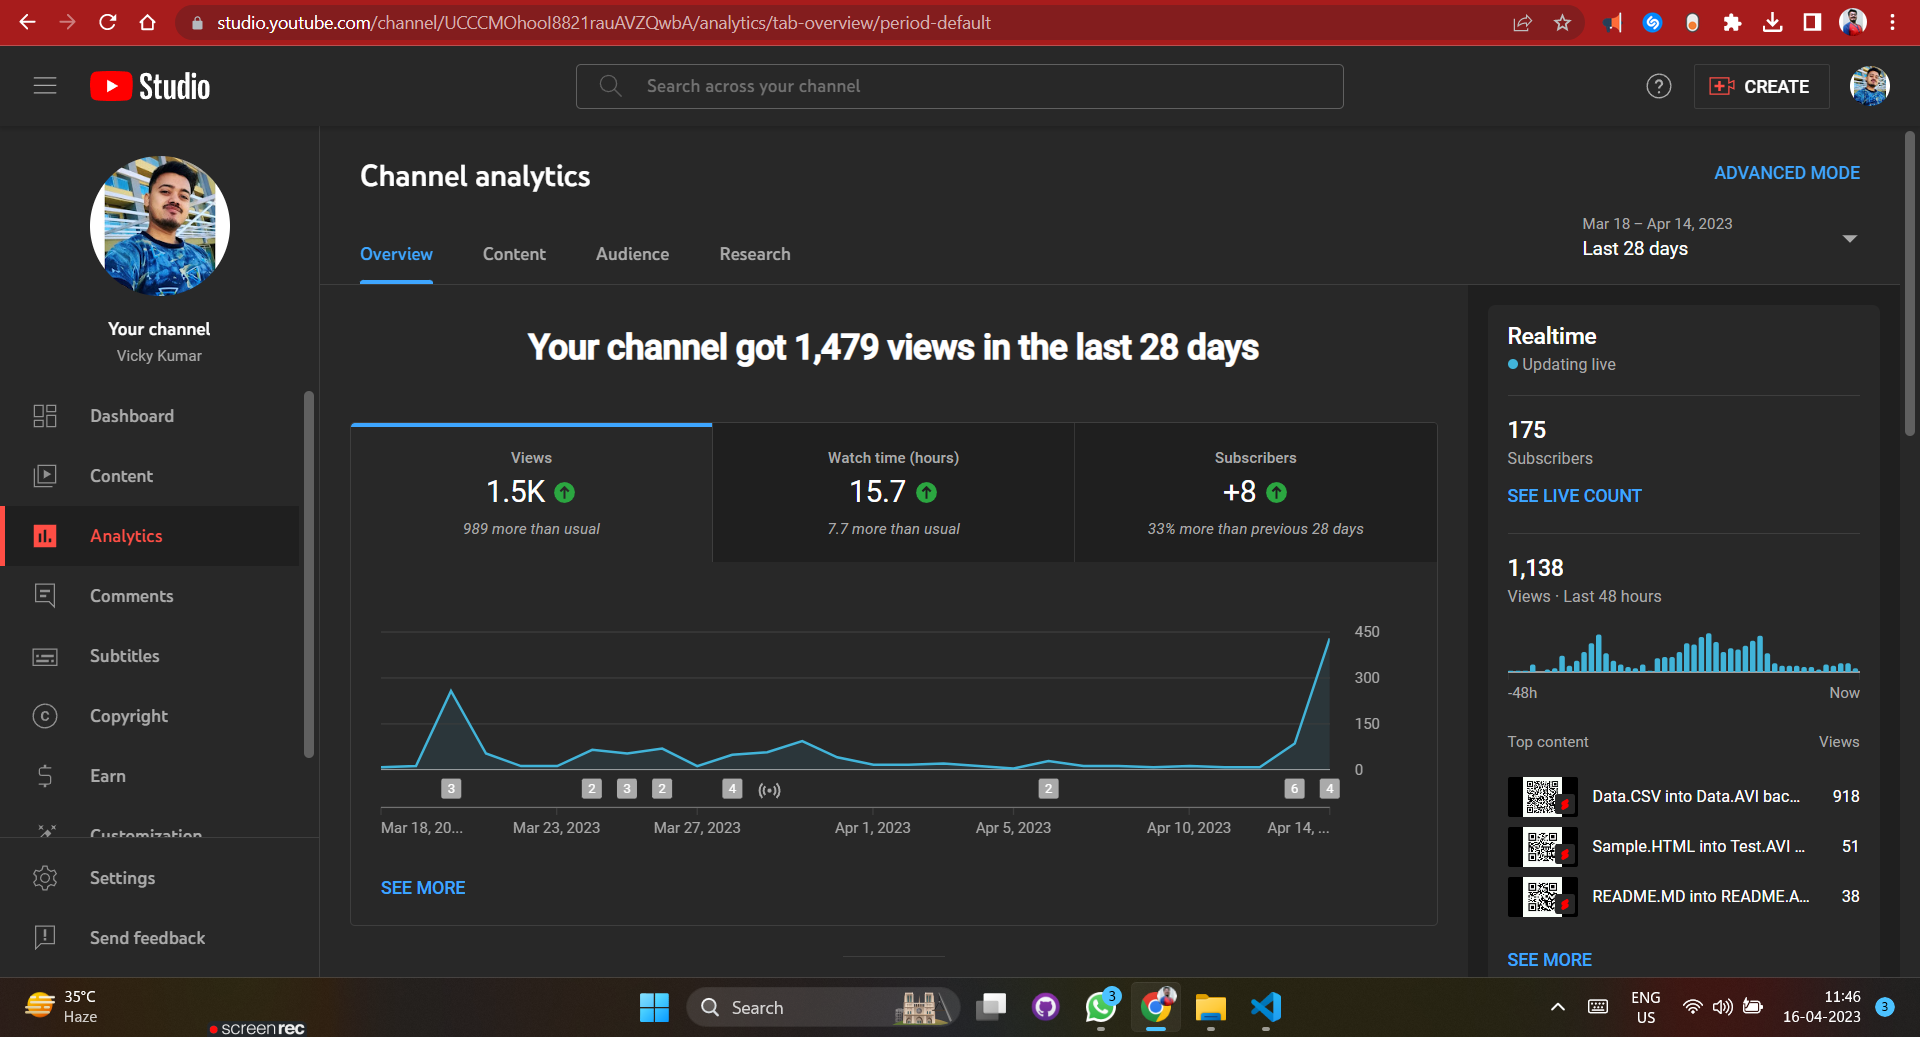 studio.youtube.com/channel/UCCCMOhooI8821rauAVZQwbA/analytics/tab-overview/period-default
Studio
Search across your channel
?
CREATE
Your channel
Vicky Kumar
Dashboard
Content
Analytics
Comments
Subtitles
Copyright
Earn
Customization
Settings
Send feedback
Channel analytics
ADVANCED MODE
Mar 18 – Apr 14, 2023
Last 28 days
Overview
Content
Audience
Research
Your channel got 1,479 views in the last 28 days
Views
1.5K
989 more than usual
Watch time (hours)
15.7
7.7 more than usual
Subscribers
+8
33% more than previous 28 days
450
300
150
0
3 2 3 2 4 2 6 4
Mar 18, 20... Mar 23, 2023 Mar 27, 2023 Apr 1, 2023 Apr 5, 2023 Apr 10, 2023 Apr 14, ...
SEE MORE
Realtime
Updating live
175
Subscribers
SEE LIVE COUNT
1,138
Views · Last 48 hours
-48h Now
Top content Views
Data.CSV into Data.AVI bac... 918
Sample.HTML into Test.AVI ... 51
README.MD into README.A... 38
SEE MORE
35°C
Haze
screenrec
Search
3
ENG
US
11:46
16-04-2023
3